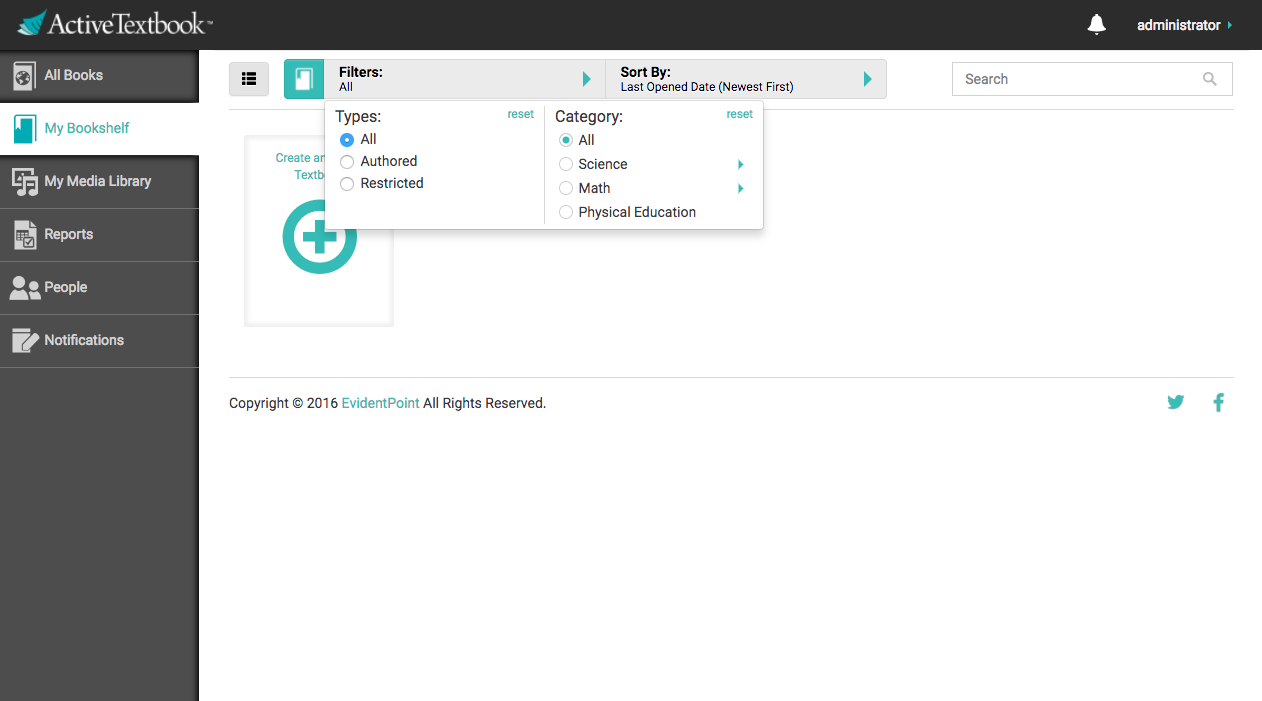 ActiveTextbook™
administrator
All Books
My Bookshelf
My Media Library
Reports
People
Notifications
Filters:
All
Sort By:
Last Opened Date (Newest First)
Search
Types:
reset
All
Authored
Restricted
Category:
reset
All
Science
Math
Physical Education
Create an
Textb
Copyright © 2016 EvidentPoint All Rights Reserved.